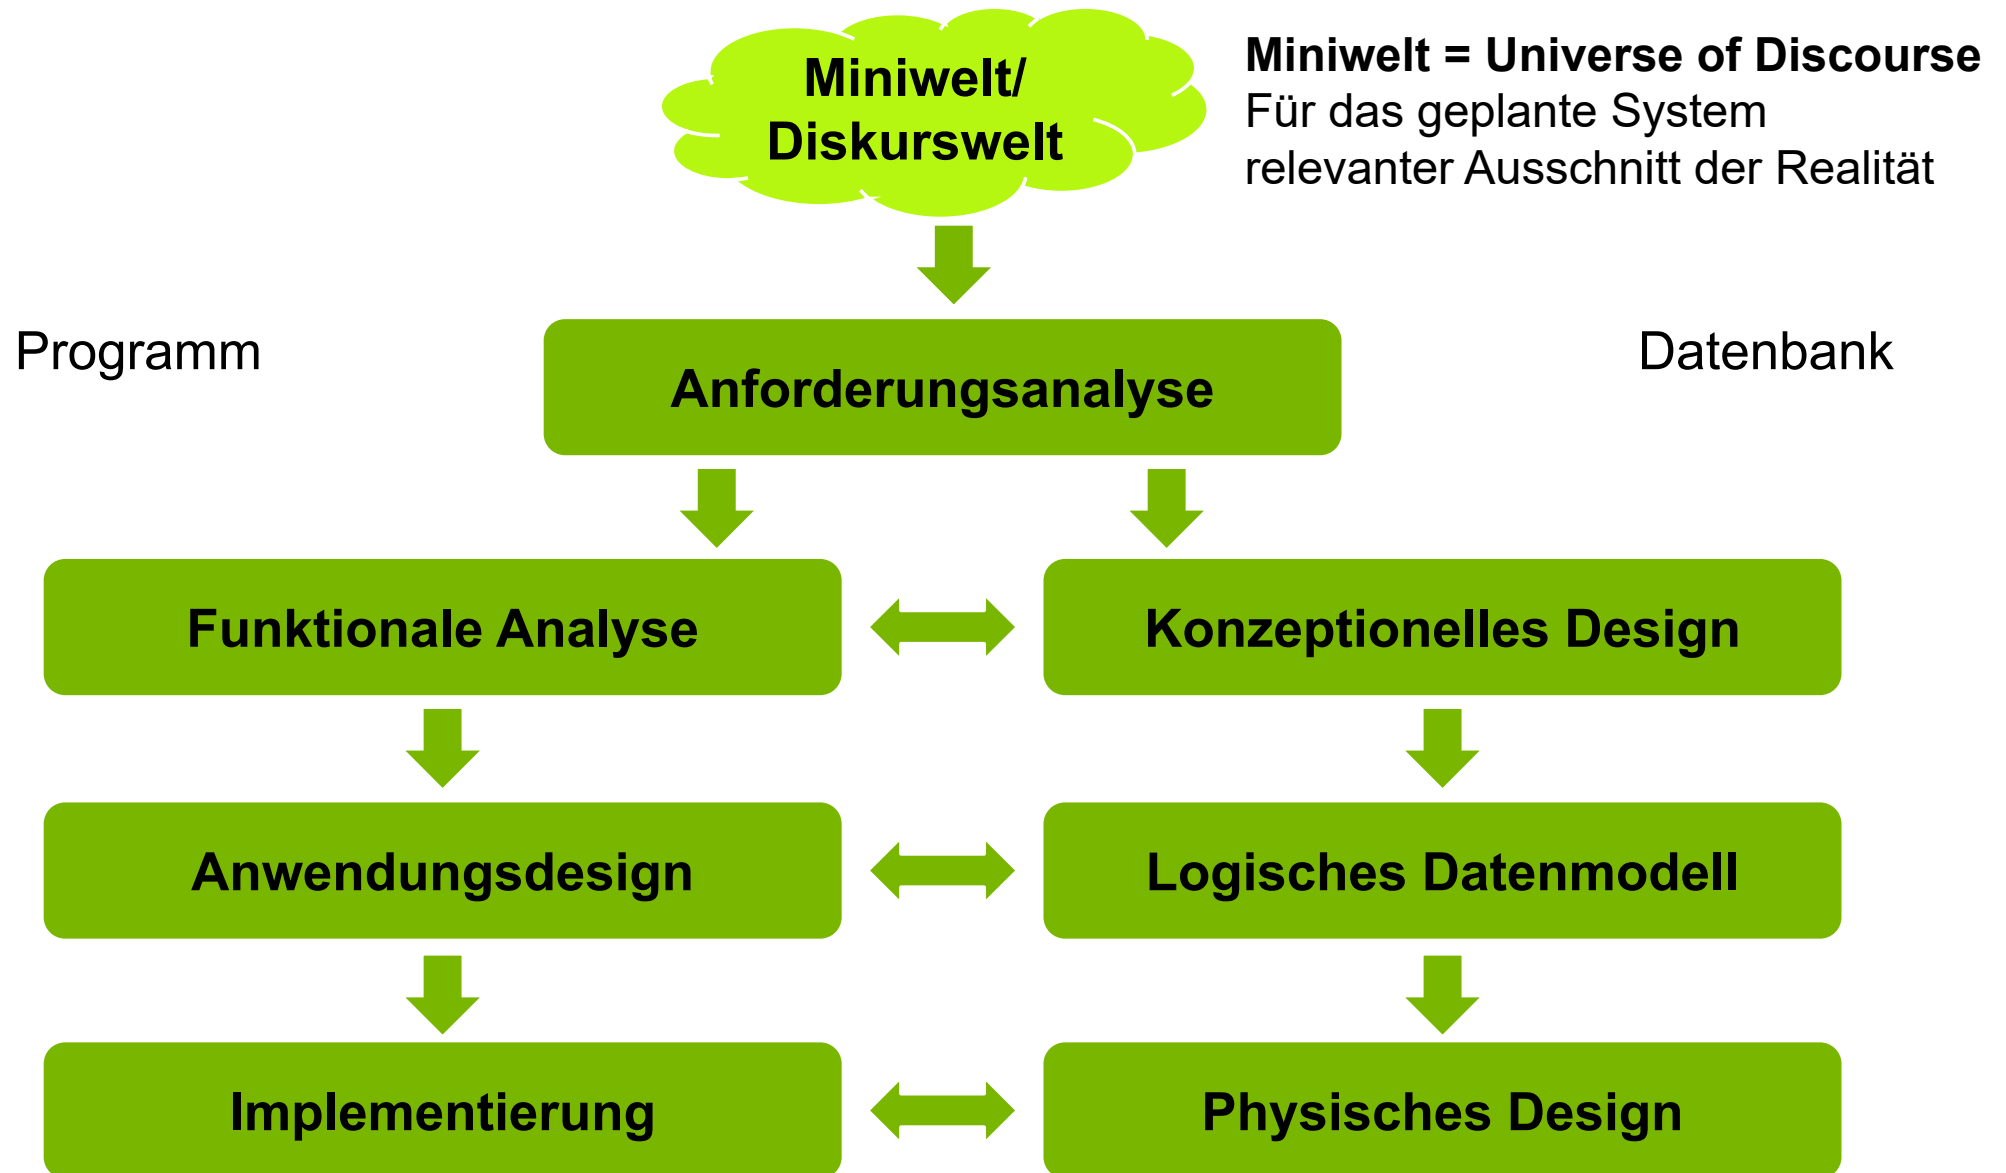 Miniwelt/
Diskurswelt
Miniwelt = Universe of Discourse
Für das geplante System
relevanter Ausschnitt der Realität
Programm
Anforderungsanalyse
Datenbank
Funktionale Analyse
Konzeptionelles Design
Anwendungsdesign
Logisches Datenmodell
Implementierung
Physisches Design